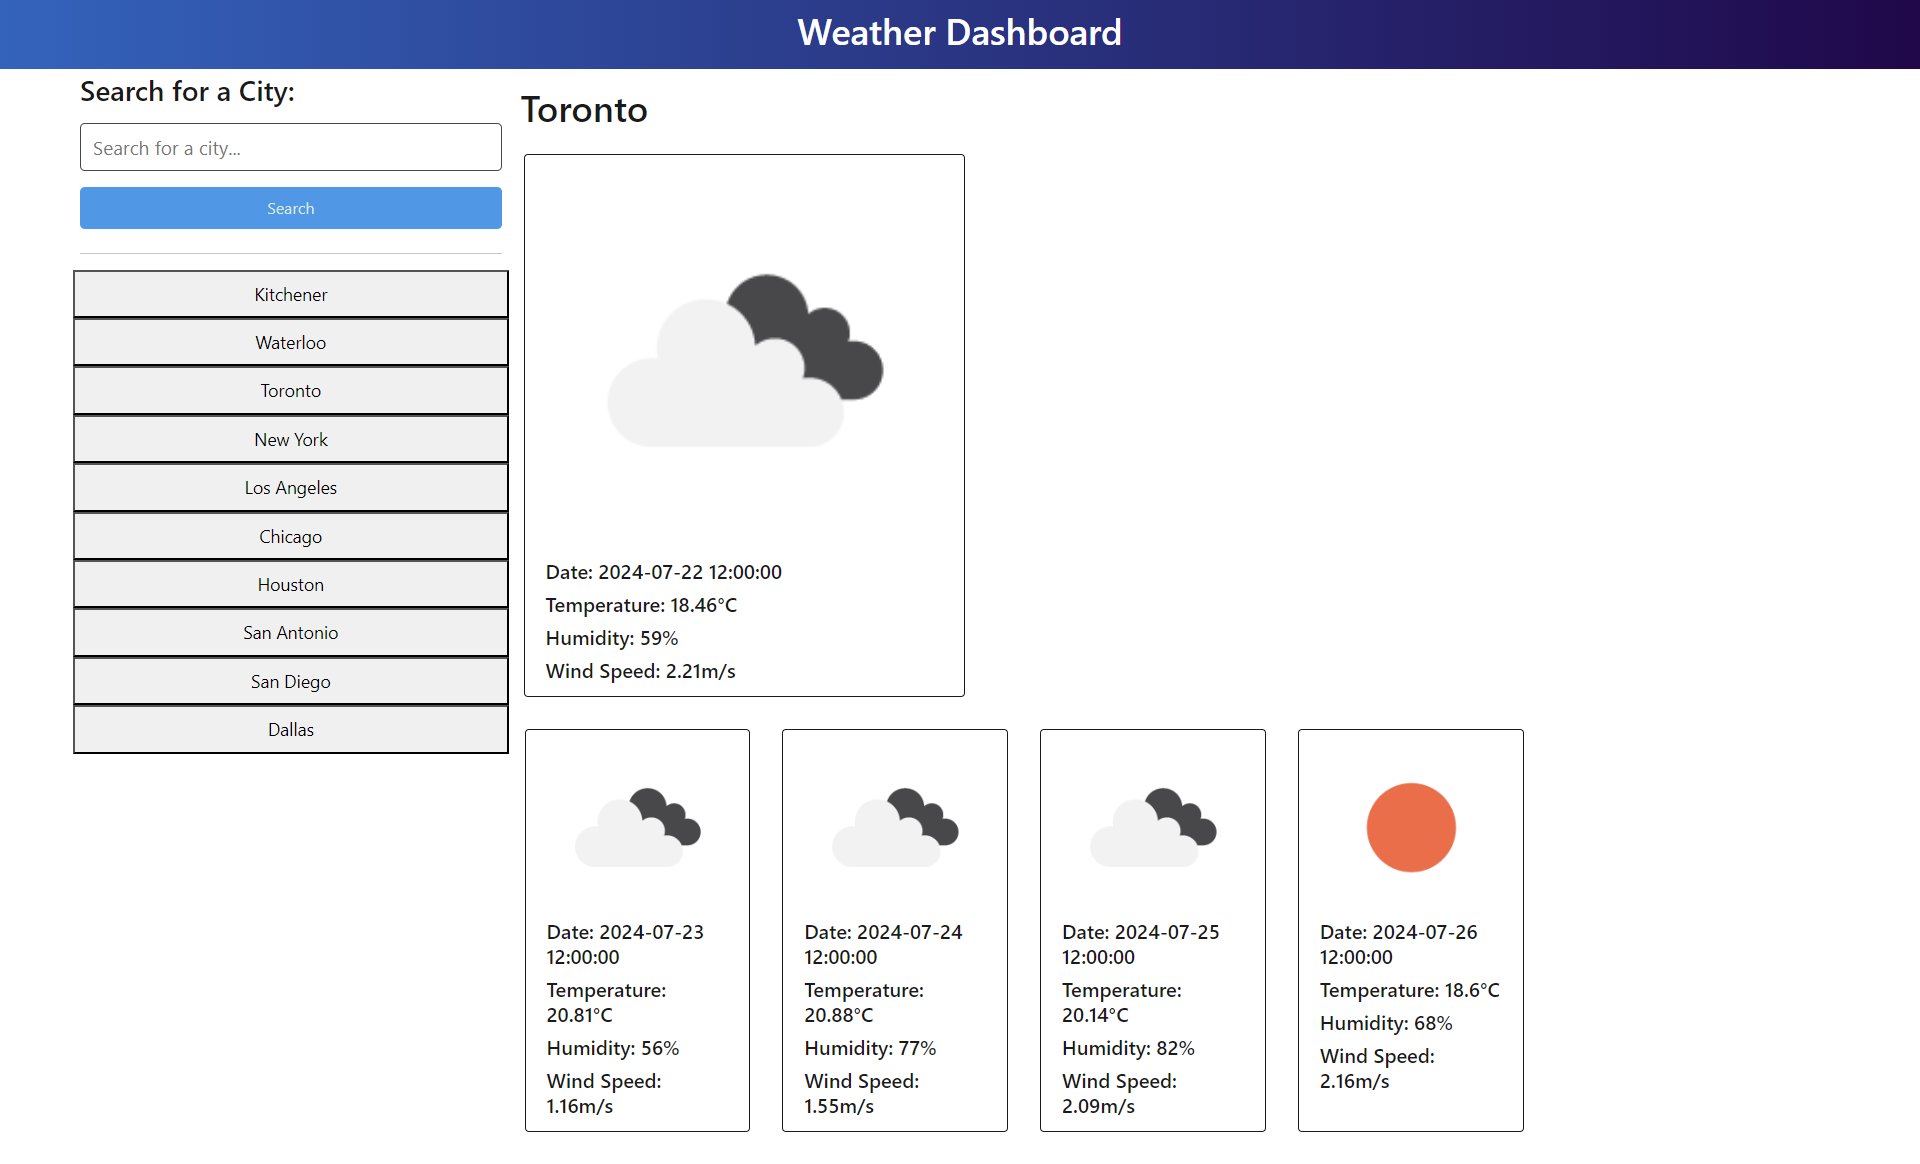 Weather Dashboard
Search for a City:
Search for a city...
Search
Kitchener
Waterloo
Toronto
New York
Los Angeles
Chicago
Houston
San Antonio
San Diego
Dallas
Toronto
Date: 2024-07-22 12:00:00
Temperature: 18.46°C
Humidity: 59%
Wind Speed: 2.21m/s
Date: 2024-07-23
12:00:00
Temperature:
20.81°C
Humidity: 56%
Wind Speed:
1.16m/s
Date: 2024-07-24
12:00:00
Temperature:
20.88°C
Humidity: 77%
Wind Speed:
1.55m/s
Date: 2024-07-25
12:00:00
Temperature:
20.14°C
Humidity: 82%
Wind Speed:
2.09m/s
Date: 2024-07-26
12:00:00
Temperature: 18.6°C
Humidity: 68%
Wind Speed:
2.16m/s